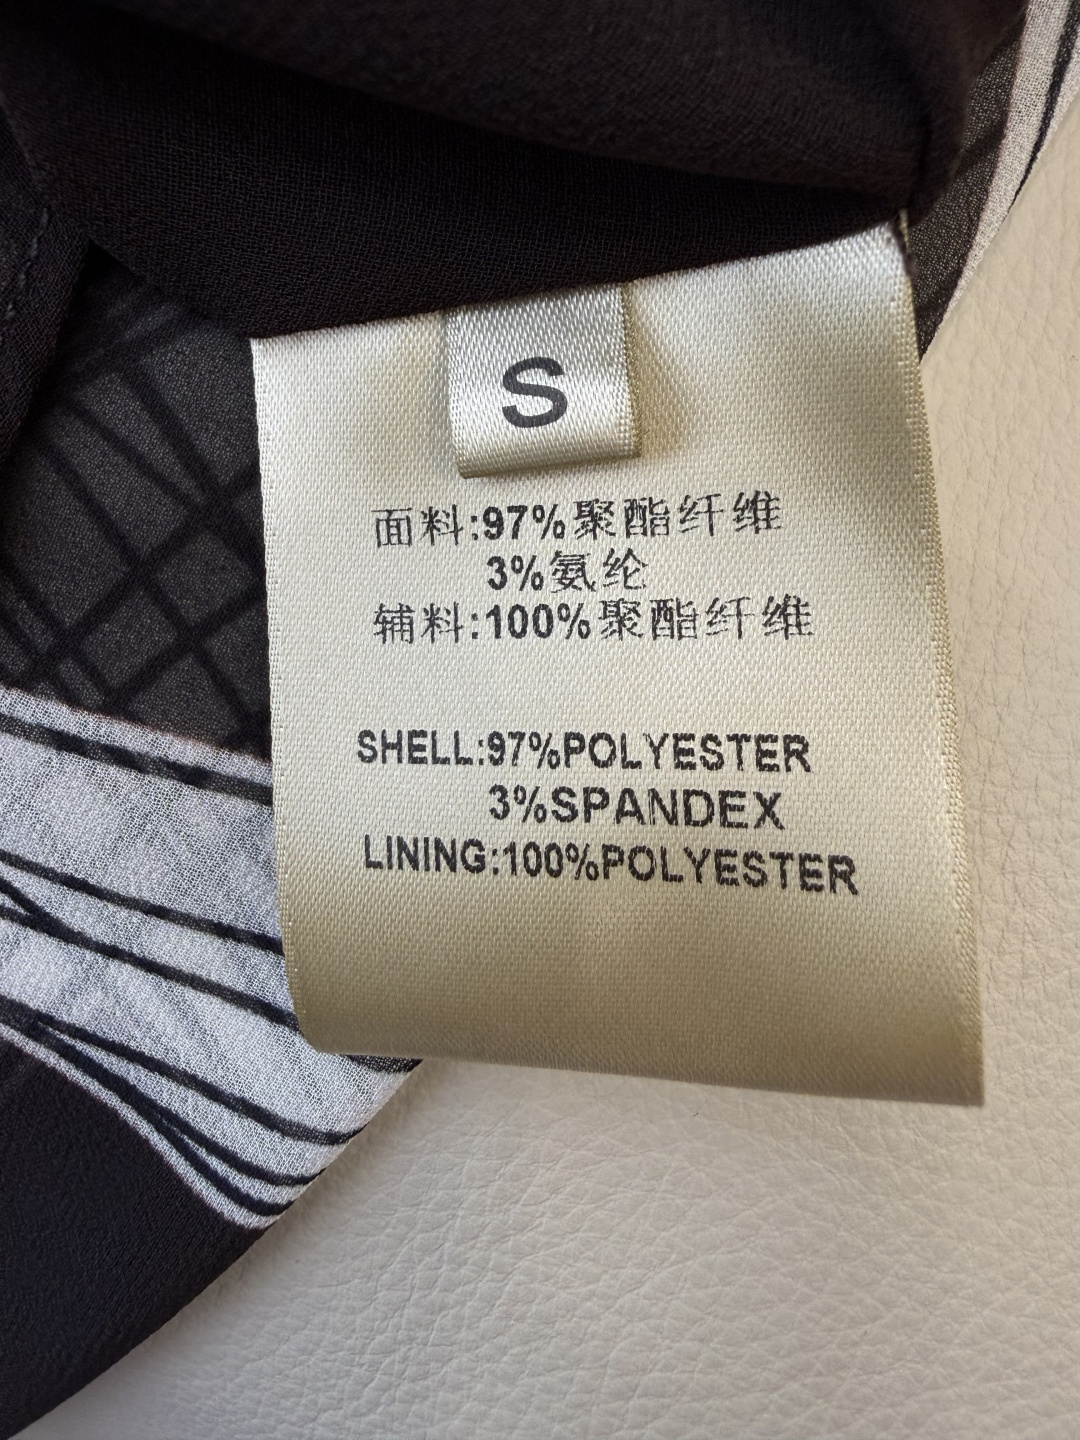 S
面料:97%聚酯纤维
3%氨纶
辅料:100%聚酯纤维
SHELL:97%POLYESTER
3%SPANDEX
LINING:100%POLYESTER